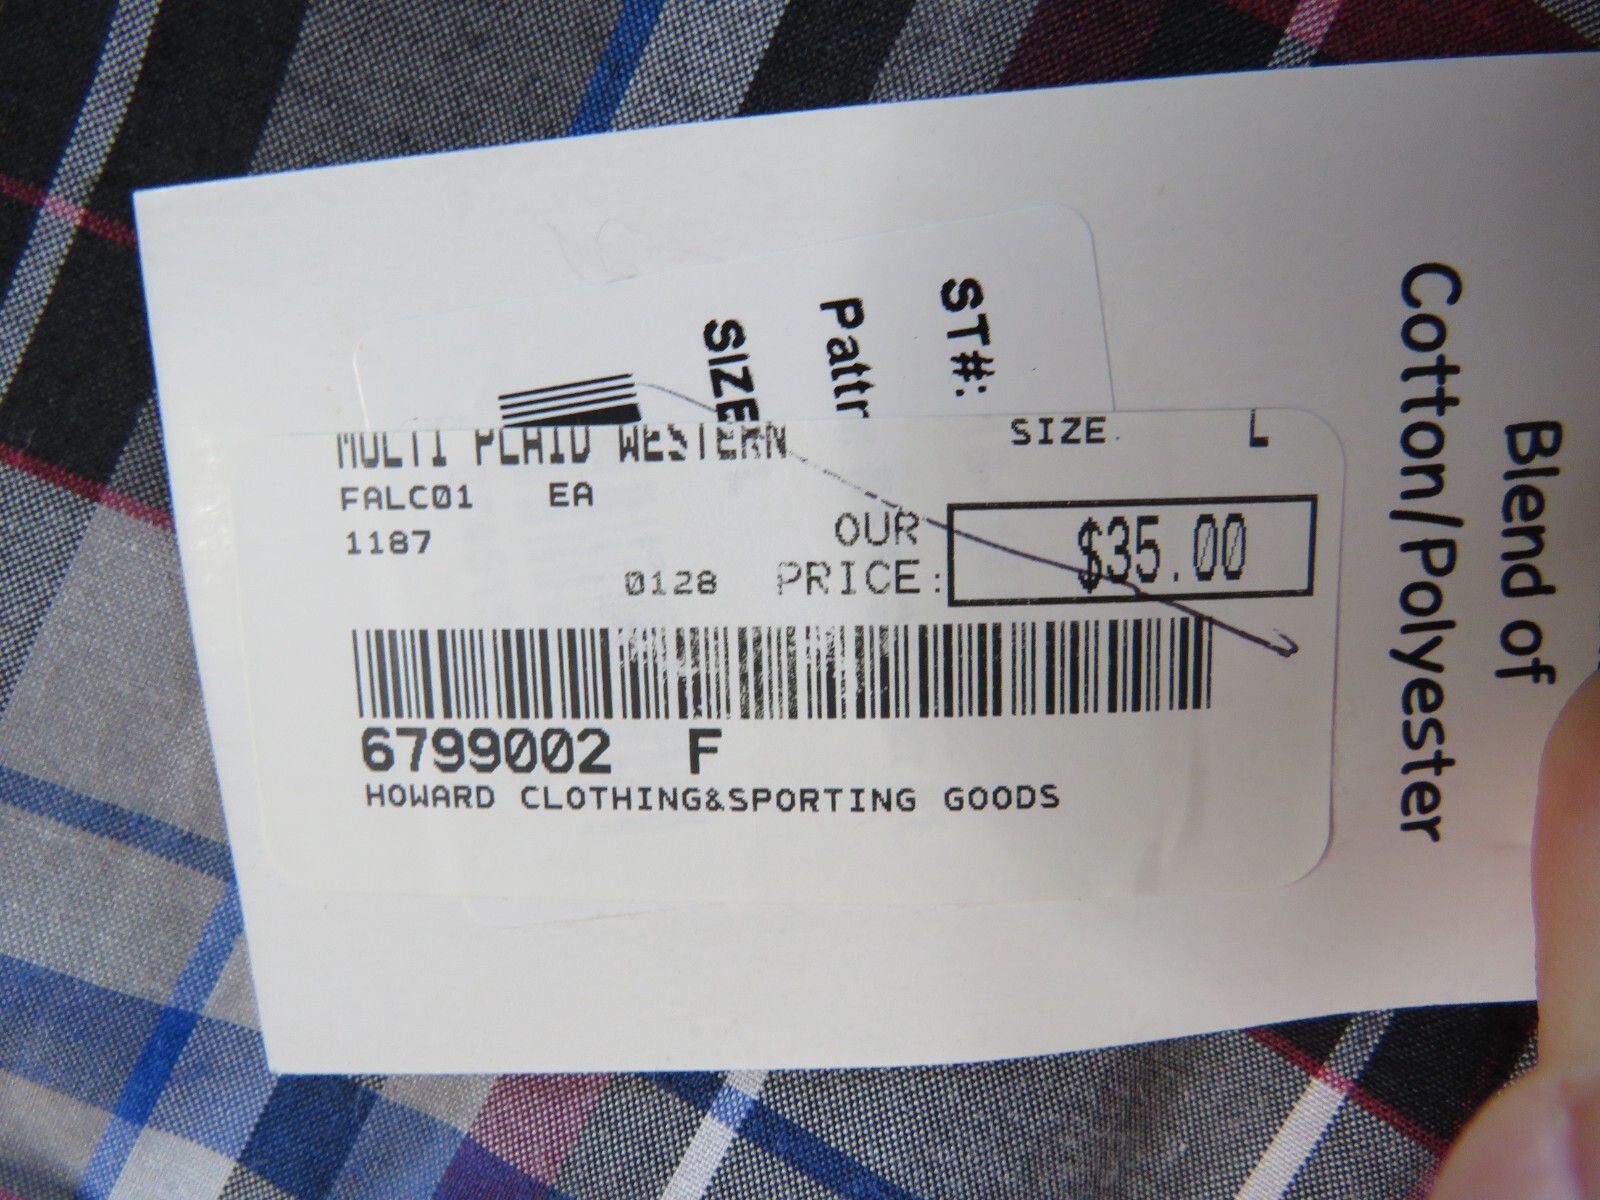 ST#:
Pattr
SIZE
MULTI PLAID WESTERN SIZE L
FALC01 EA
1187
OUR
0128 PRICE: $35.00
6799002 F
HOWARD CLOTHING&SPORTING GOODS
Blend of
Cotton/Polyester